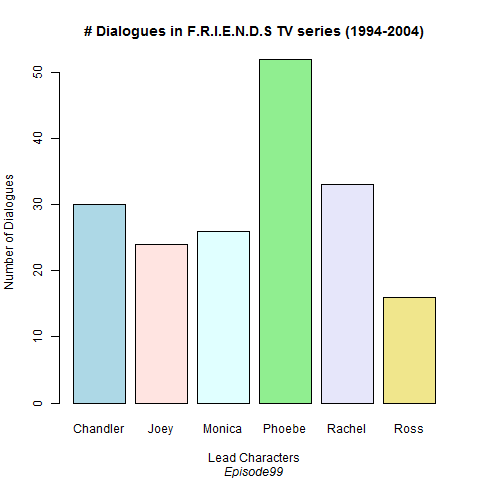 # Dialogues in F.R.I.E.N.D.S TV series (1994-2004)
Number of Dialogues
50
40
30
20
10
0
Chandler Joey Monica Phoebe Rachel Ross
Lead Characters
Episode99